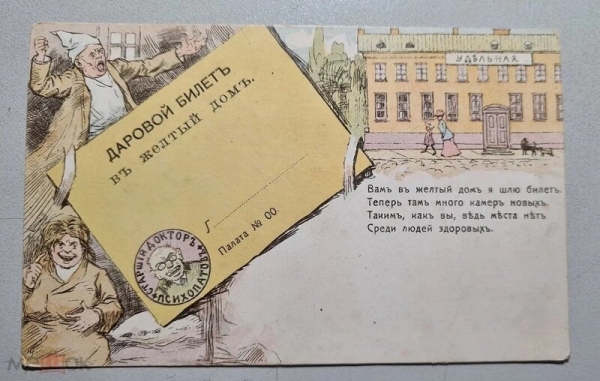 ДАРОВОЙ БИЛЕТЪ
въ желтый домъ.
Г
Палата № 00.
СТАРШІЙ ДОКТОРЪ
ПСИХОПАТОВЪ
УДѢЛЬНАЯ
Вамъ въ желтый домъ я шлю билетъ.
Теперь тамъ много камеръ новыхъ.
Такимъ, какъ вы, вѣдь мѣста нѣтъ
Среди людей здоровыхъ.